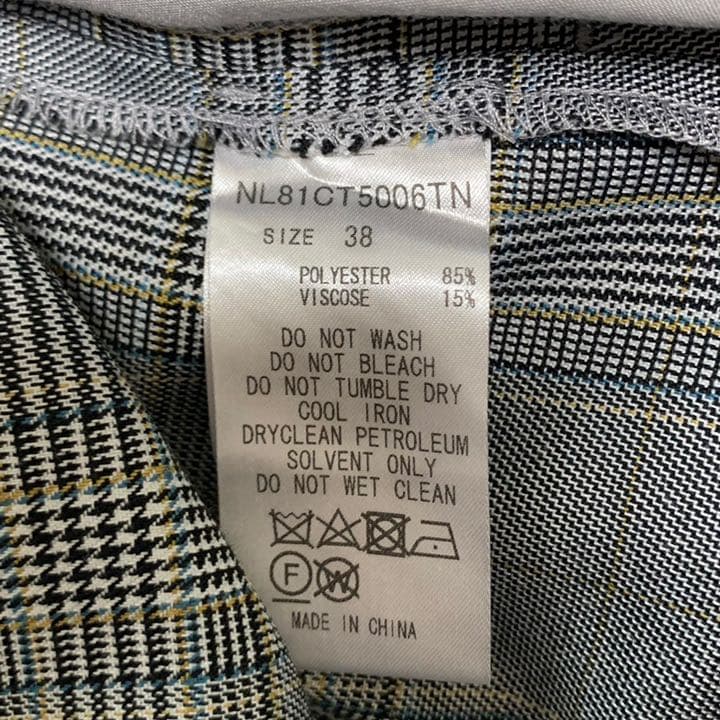 NL81CT5006TN
SIZE 38
POLYESTER 85%
VISCOSE 15%
DO NOT WASH
DO NOT BLEACH
DO NOT TUMBLE DRY
COOL IRON
DRYCLEAN PETROLEUM
SOLVENT ONLY
DO NOT WET CLEAN
F W
MADE IN CHINA